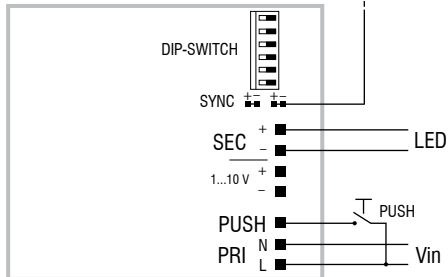 DIP-SWITCH
+ − + −
SYNC
+
SEC − LED
+
1...10 V
−
PUSH PUSH
N
PRI Vin
L